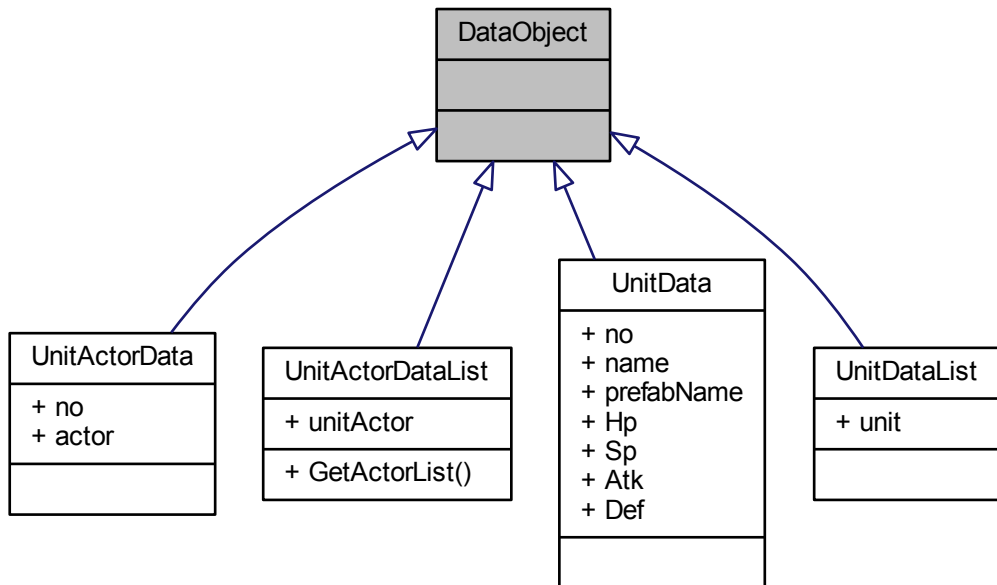 DataObject
UnitActorData
+ no
+ actor
UnitActorDataList
+ unitActor
+ GetActorList()
UnitData
+ no
+ name
+ prefabName
+ Hp
+ Sp
+ Atk
+ Def
UnitDataList
+ unit